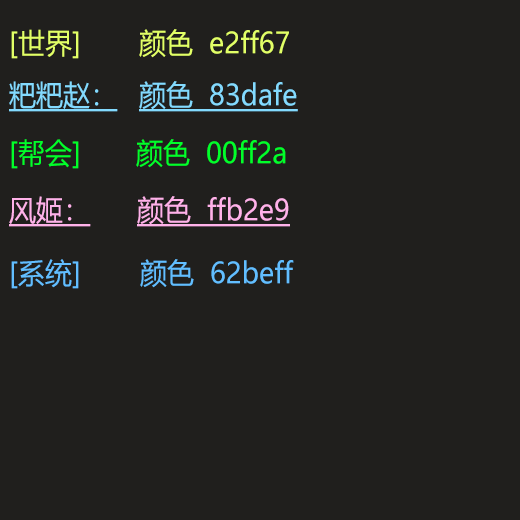 [世界] 颜色 e2ff67
粑粑赵： 颜色 83dafe
[帮会] 颜色 00ff2a
风姬： 颜色 ffb2e9
[系统] 颜色 62beff